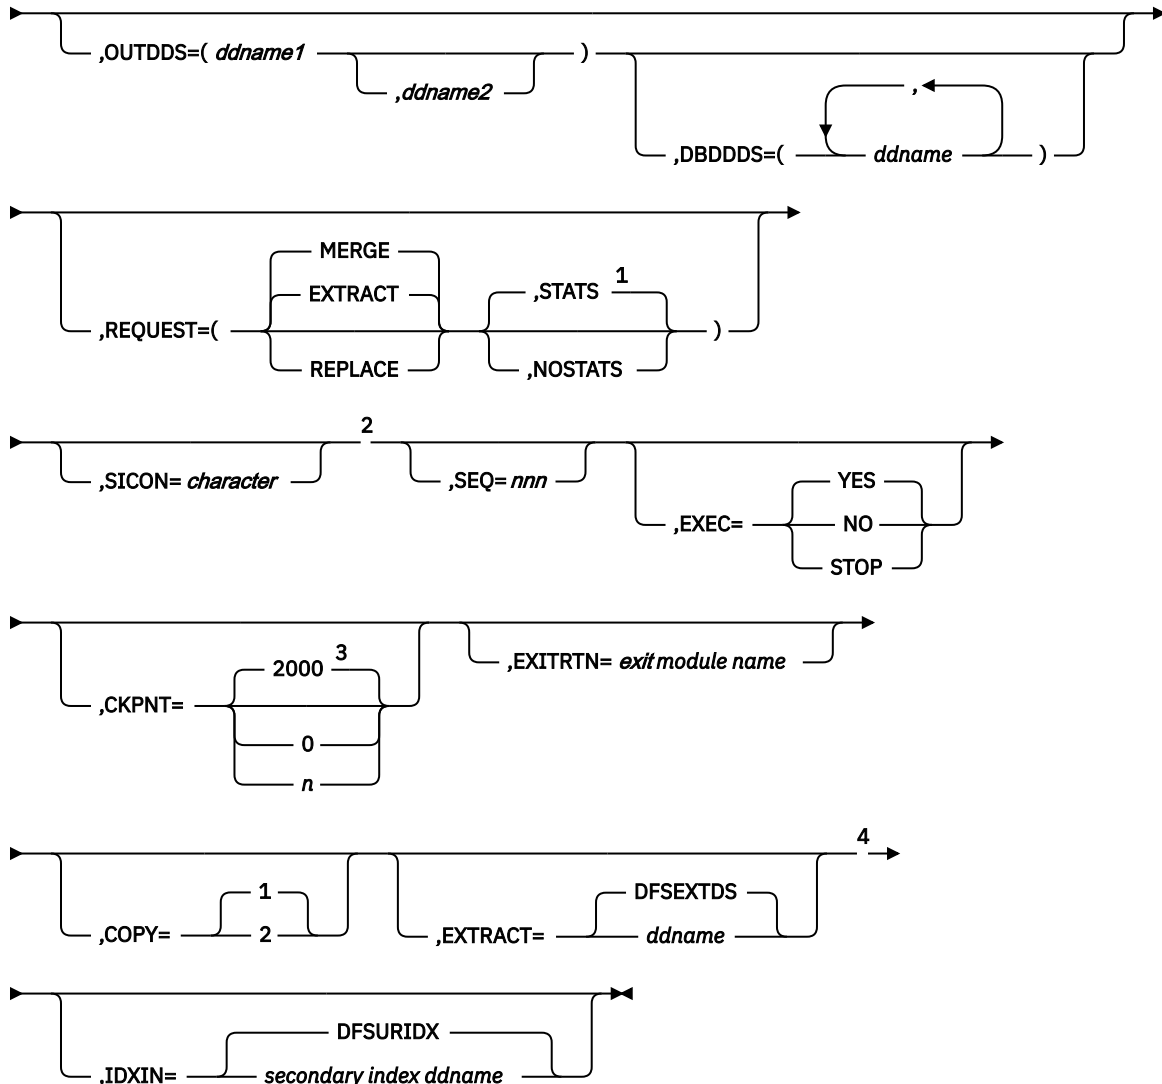 ,OUTDDS=( ddname1 )
,ddname2
,
,DBDDDS=( ddname )
MERGE
EXTRACT ,STATS 1
,REQUEST=( )
REPLACE ,NOSTATS
2
,SICON= character ,SEQ= nnn
YES
,EXEC= NO
STOP
2000 3 ,EXITRTN= exit module name
,CKPNT=
0
n
4
1 DFSEXTDS
,COPY= 2 ,EXTRACT= ddname
DFSURIDX
,IDXIN= secondary index ddname